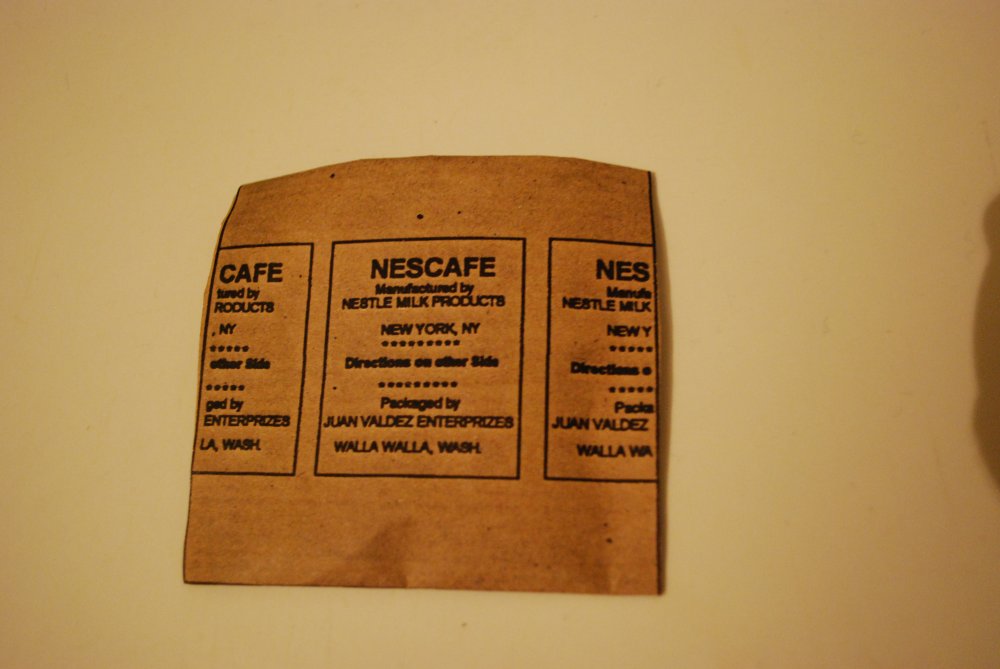 CAFE
tured by
RODUCTS
, NY
*****
other Side
*****
ged by
ENTERPRIZES
LA, WASH.
NESCAFE
Manufactured by
NESTLE MILK PRODUCTS
NEW YORK, NY
*********
Directions on other Side
*********
Packaged by
JUAN VALDEZ ENTERPRIZES
WALLA WALLA, WASH.
NES
Manufa
NESTLE MILK
NEW Y
*****
Directions o
*****
Packa
JUAN VALDEZ
WALLA WA